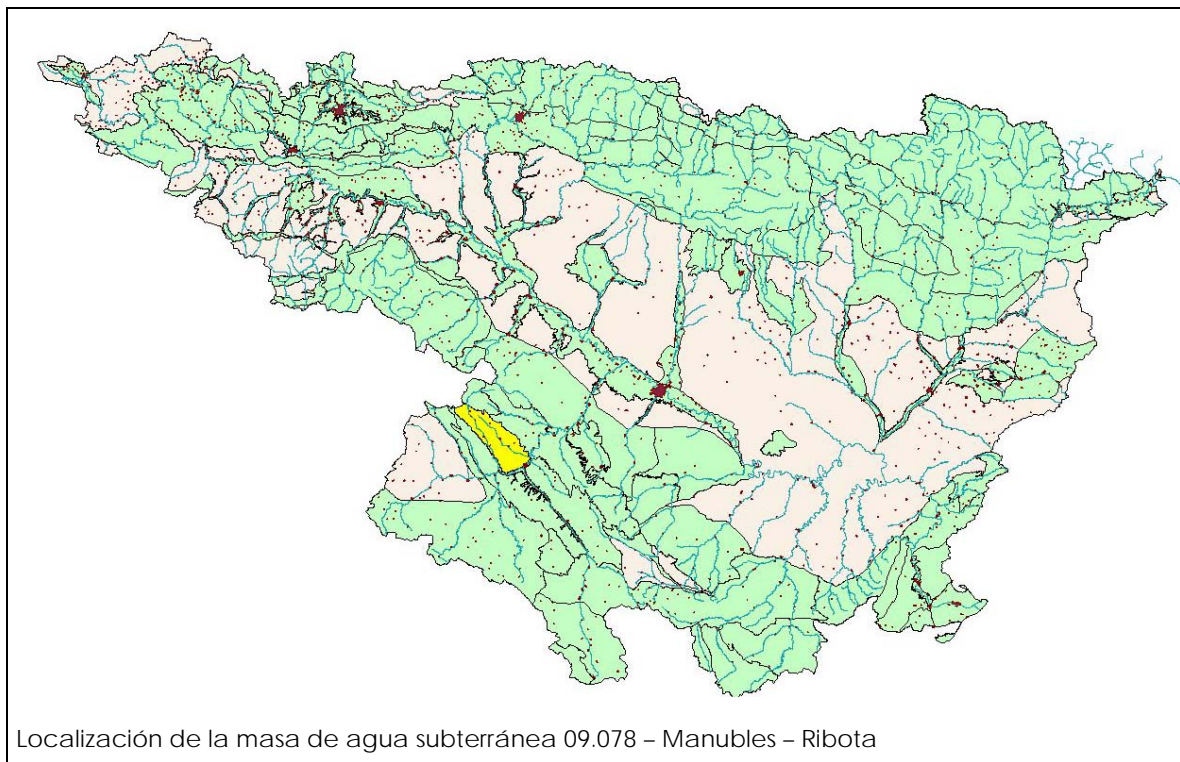 Localización de la masa de agua subterránea 09.078 – Manubles – Ribota